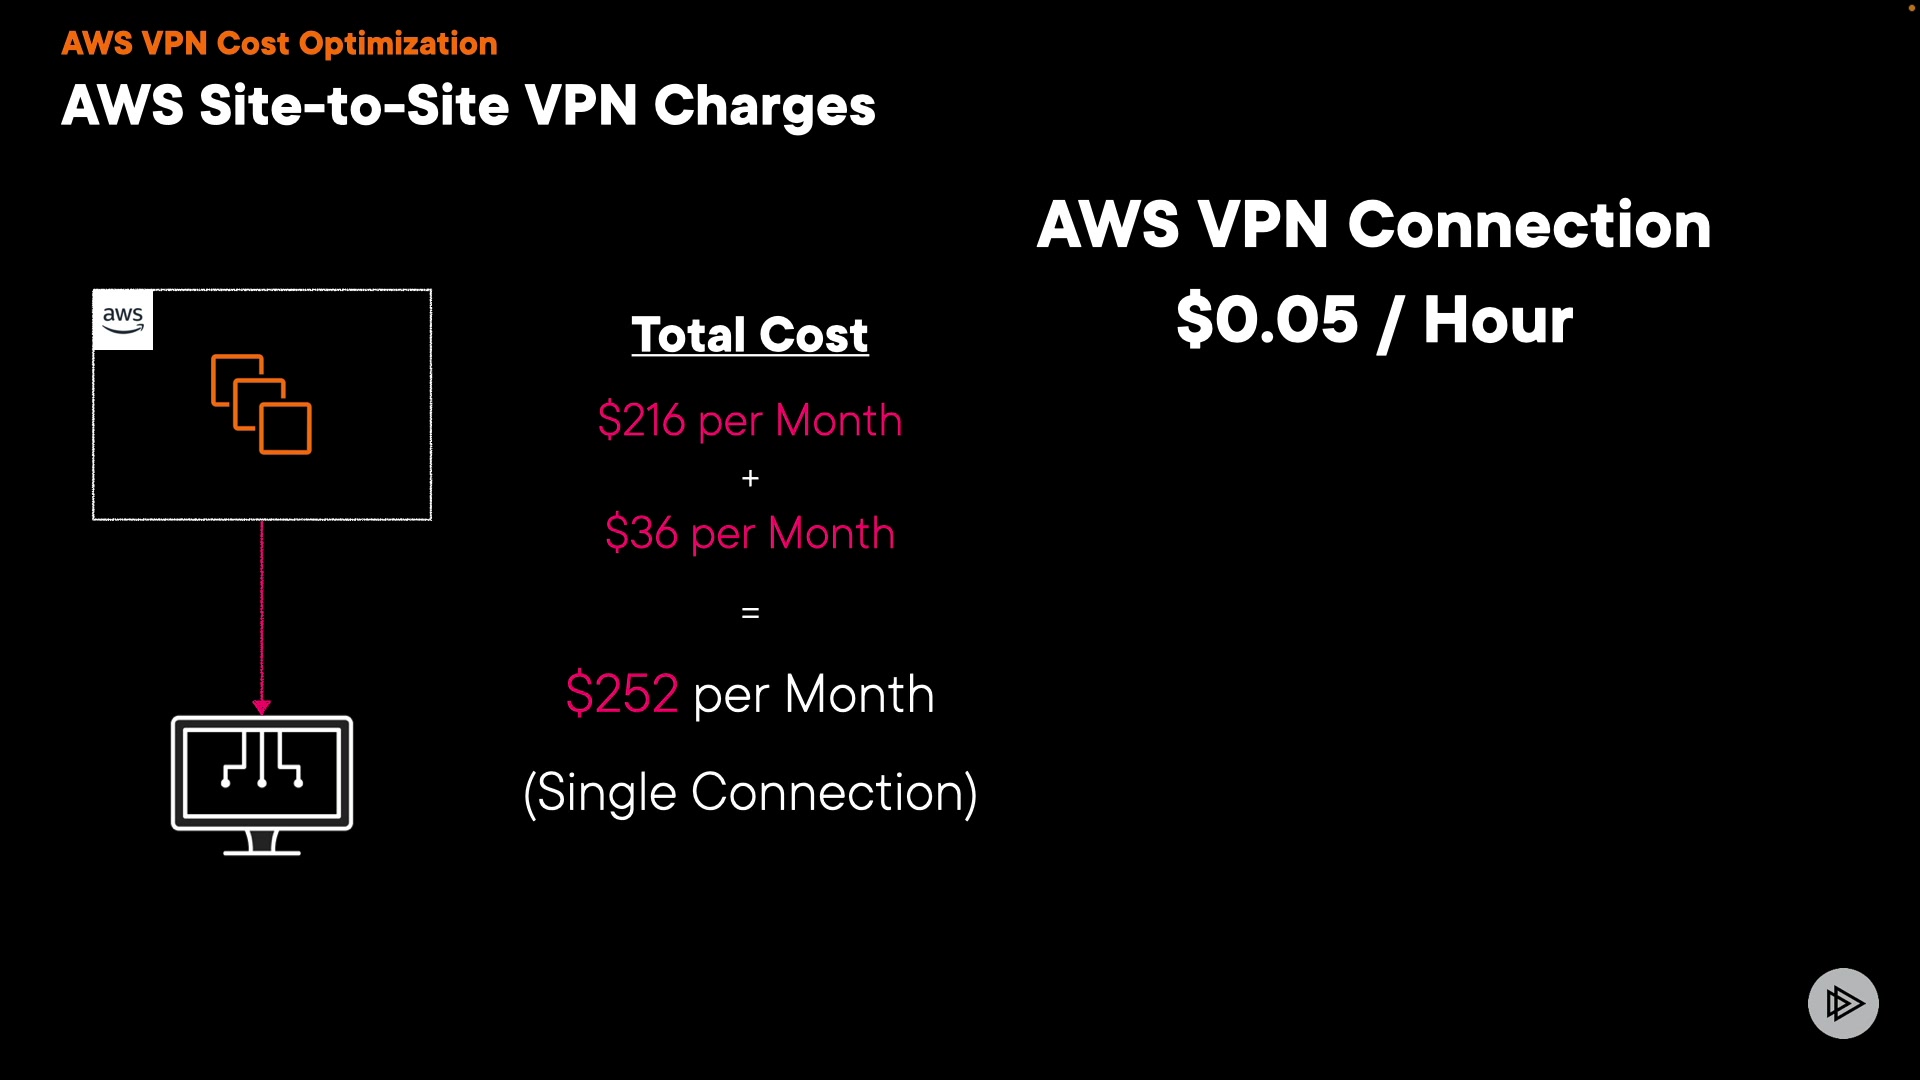 AWS VPN Cost Optimization
AWS Site-to-Site VPN Charges
AWS VPN Connection
$0.05 / Hour
aws
Total Cost
$216 per Month
+
$36 per Month
=
$252 per Month
(Single Connection)